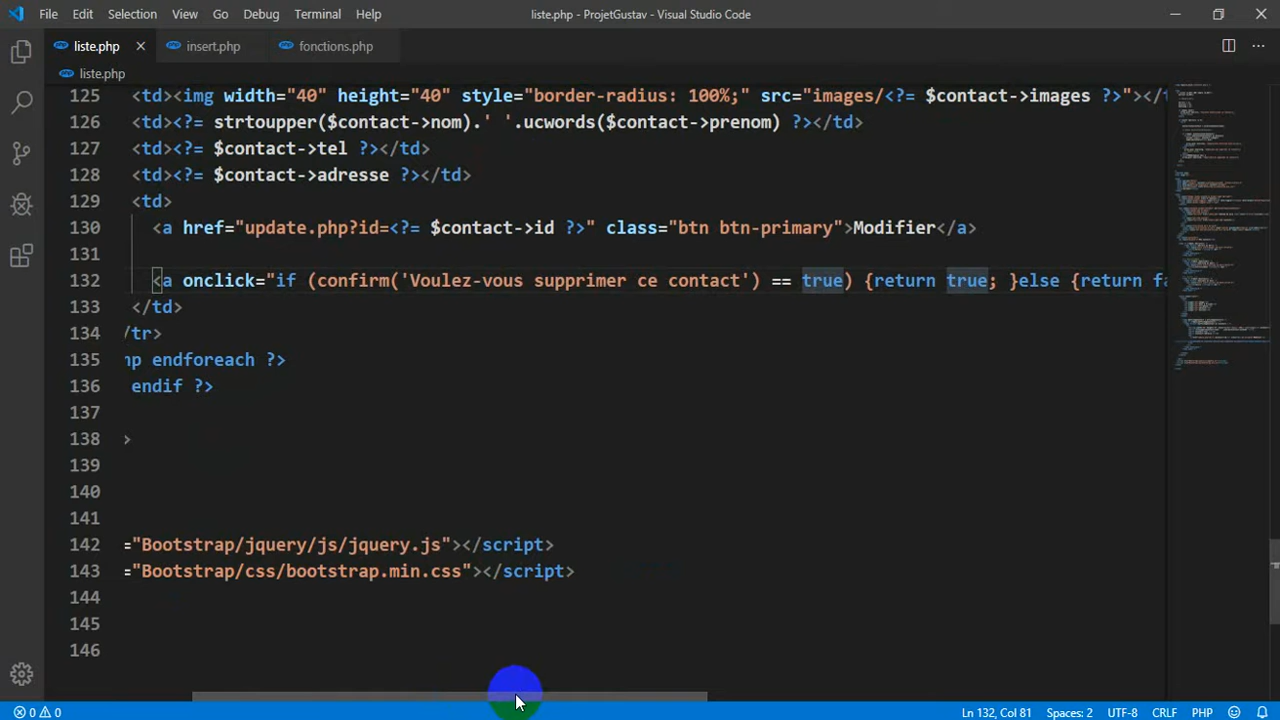 File Edit Selection View Go Debug Terminal Help liste.php - ProjetGustav - Visual Studio Code
liste.php insert.php fonctions.php
liste.php
125 <td><img width="40" height="40" style="border-radius: 100%;" src="images/<?= $contact->images ?>"></t
126 <td><?= strtoupper($contact->nom).' '.ucwords($contact->prenom) ?></td>
127 <td><?= $contact->tel ?></td>
128 <td><?= $contact->adresse ?></td>
129 <td>
130 <a href="update.php?id=<?= $contact->id ?>" class="btn btn-primary">Modifier</a>
131
132 <a onclick="if (confirm('Voulez-vous supprimer ce contact') == true) {return true; }else {return fa
133 </td>
134 /tr>
135 hp endforeach ?>
136 endif ?>
137
138 >
139
140
141
142 ="Bootstrap/jquery/js/jquery.js"></script>
143 ="Bootstrap/css/bootstrap.min.css"></script>
144
145
146
0 0 Ln 132, Col 81 Spaces: 2 UTF-8 CRLF PHP